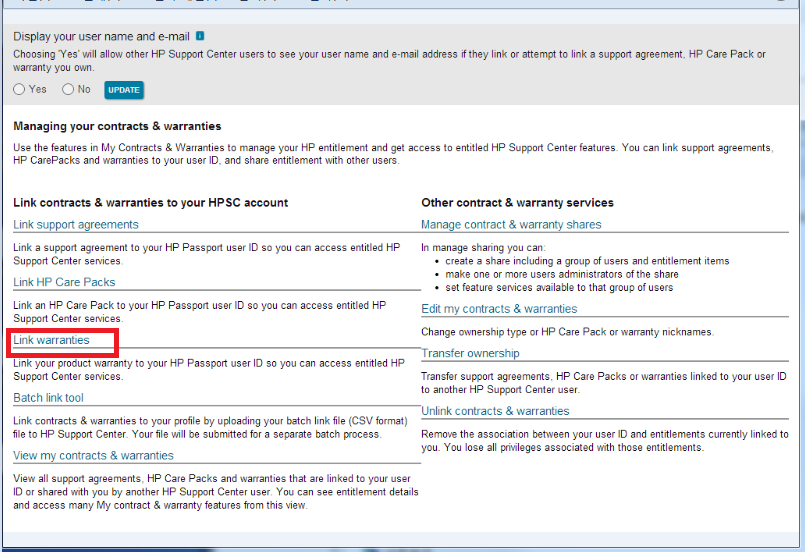 Display your user name and e-mail
Choosing 'Yes' will allow other HP Support Center users to see your user name and e-mail address if they link or attempt to link a support agreement, HP Care Pack or
warranty you own.
Yes No UPDATE
Managing your contracts & warranties
Use the features in My Contracts & Warranties to manage your HP entitlement and get access to entitled HP Support Center features. You can link support agreements,
HP CarePacks and warranties to your user ID, and share entitlement with other users.
Link contracts & warranties to your HPSC account
Link support agreements
Link a support agreement to your HP Passport user ID so you can access entitled HP
Support Center services.
Link HP Care Packs
Link an HP Care Pack to your HP Passport user ID so you can access entitled HP
Support Center services.
Link warranties
Link your product warranty to your HP Passport user ID so you can access entitled HP
Support Center services.
Batch link tool
Link contracts & warranties to your profile by uploading your batch link file (CSV format)
file to HP Support Center. Your file will be submitted for a separate batch process.
View my contracts & warranties
View all support agreements, HP Care Packs and warranties that are linked to your user
ID or shared with you by another HP Support Center user. You can see entitlement details
and access many My contract & warranty features from this view.
Other contract & warranty services
Manage contract & warranty shares
In manage sharing you can:
• create a share including a group of users and entitlement items
• make one or more users administrators of the share
• set feature services available to that group of users
Edit my contracts & warranties
Change ownership type or HP Care Pack or warranty nicknames.
Transfer ownership
Transfer support agreements, HP Care Packs or warranties linked to your user ID
to another HP Support Center user.
Unlink contracts & warranties
Remove the association between your user ID and entitlements currently linked to
you. You lose all privileges associated with those entitlements.